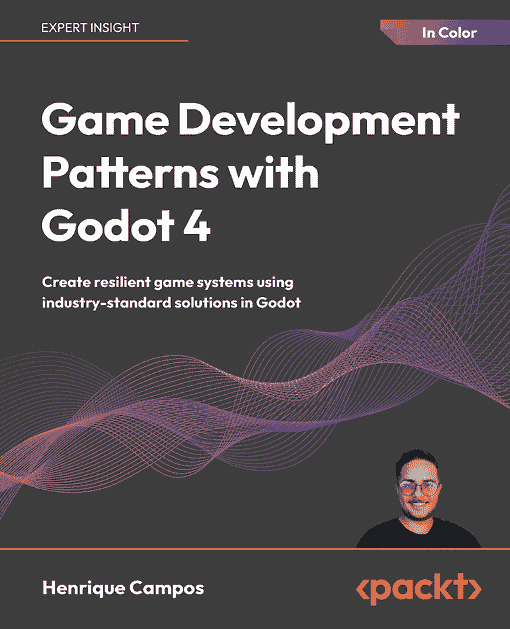 EXPERT INSIGHT
In Color
Game Development
Patterns with
Godot 4
Create resilient game systems using
industry-standard solutions in Godot
Henrique Campos
<packt>